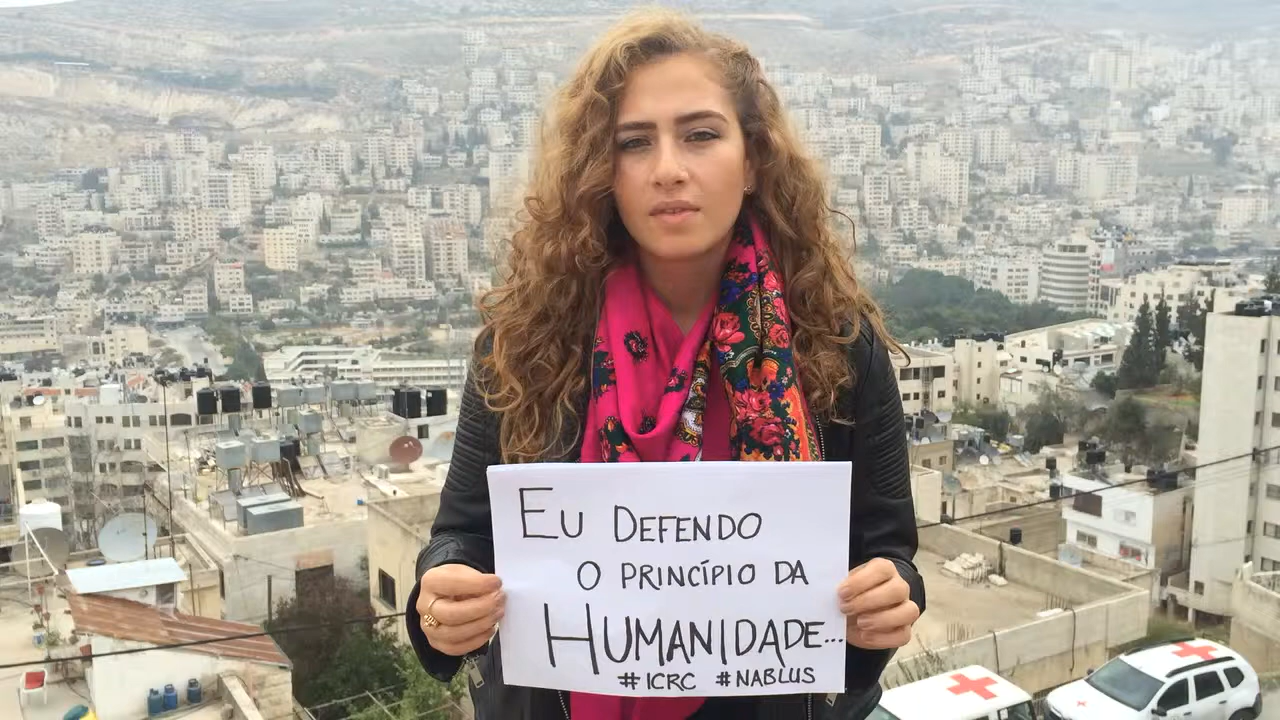 EU DEFENDO
O PRINCÍPIO DA
HUMANIDADE...
#ICRC #NABLUS